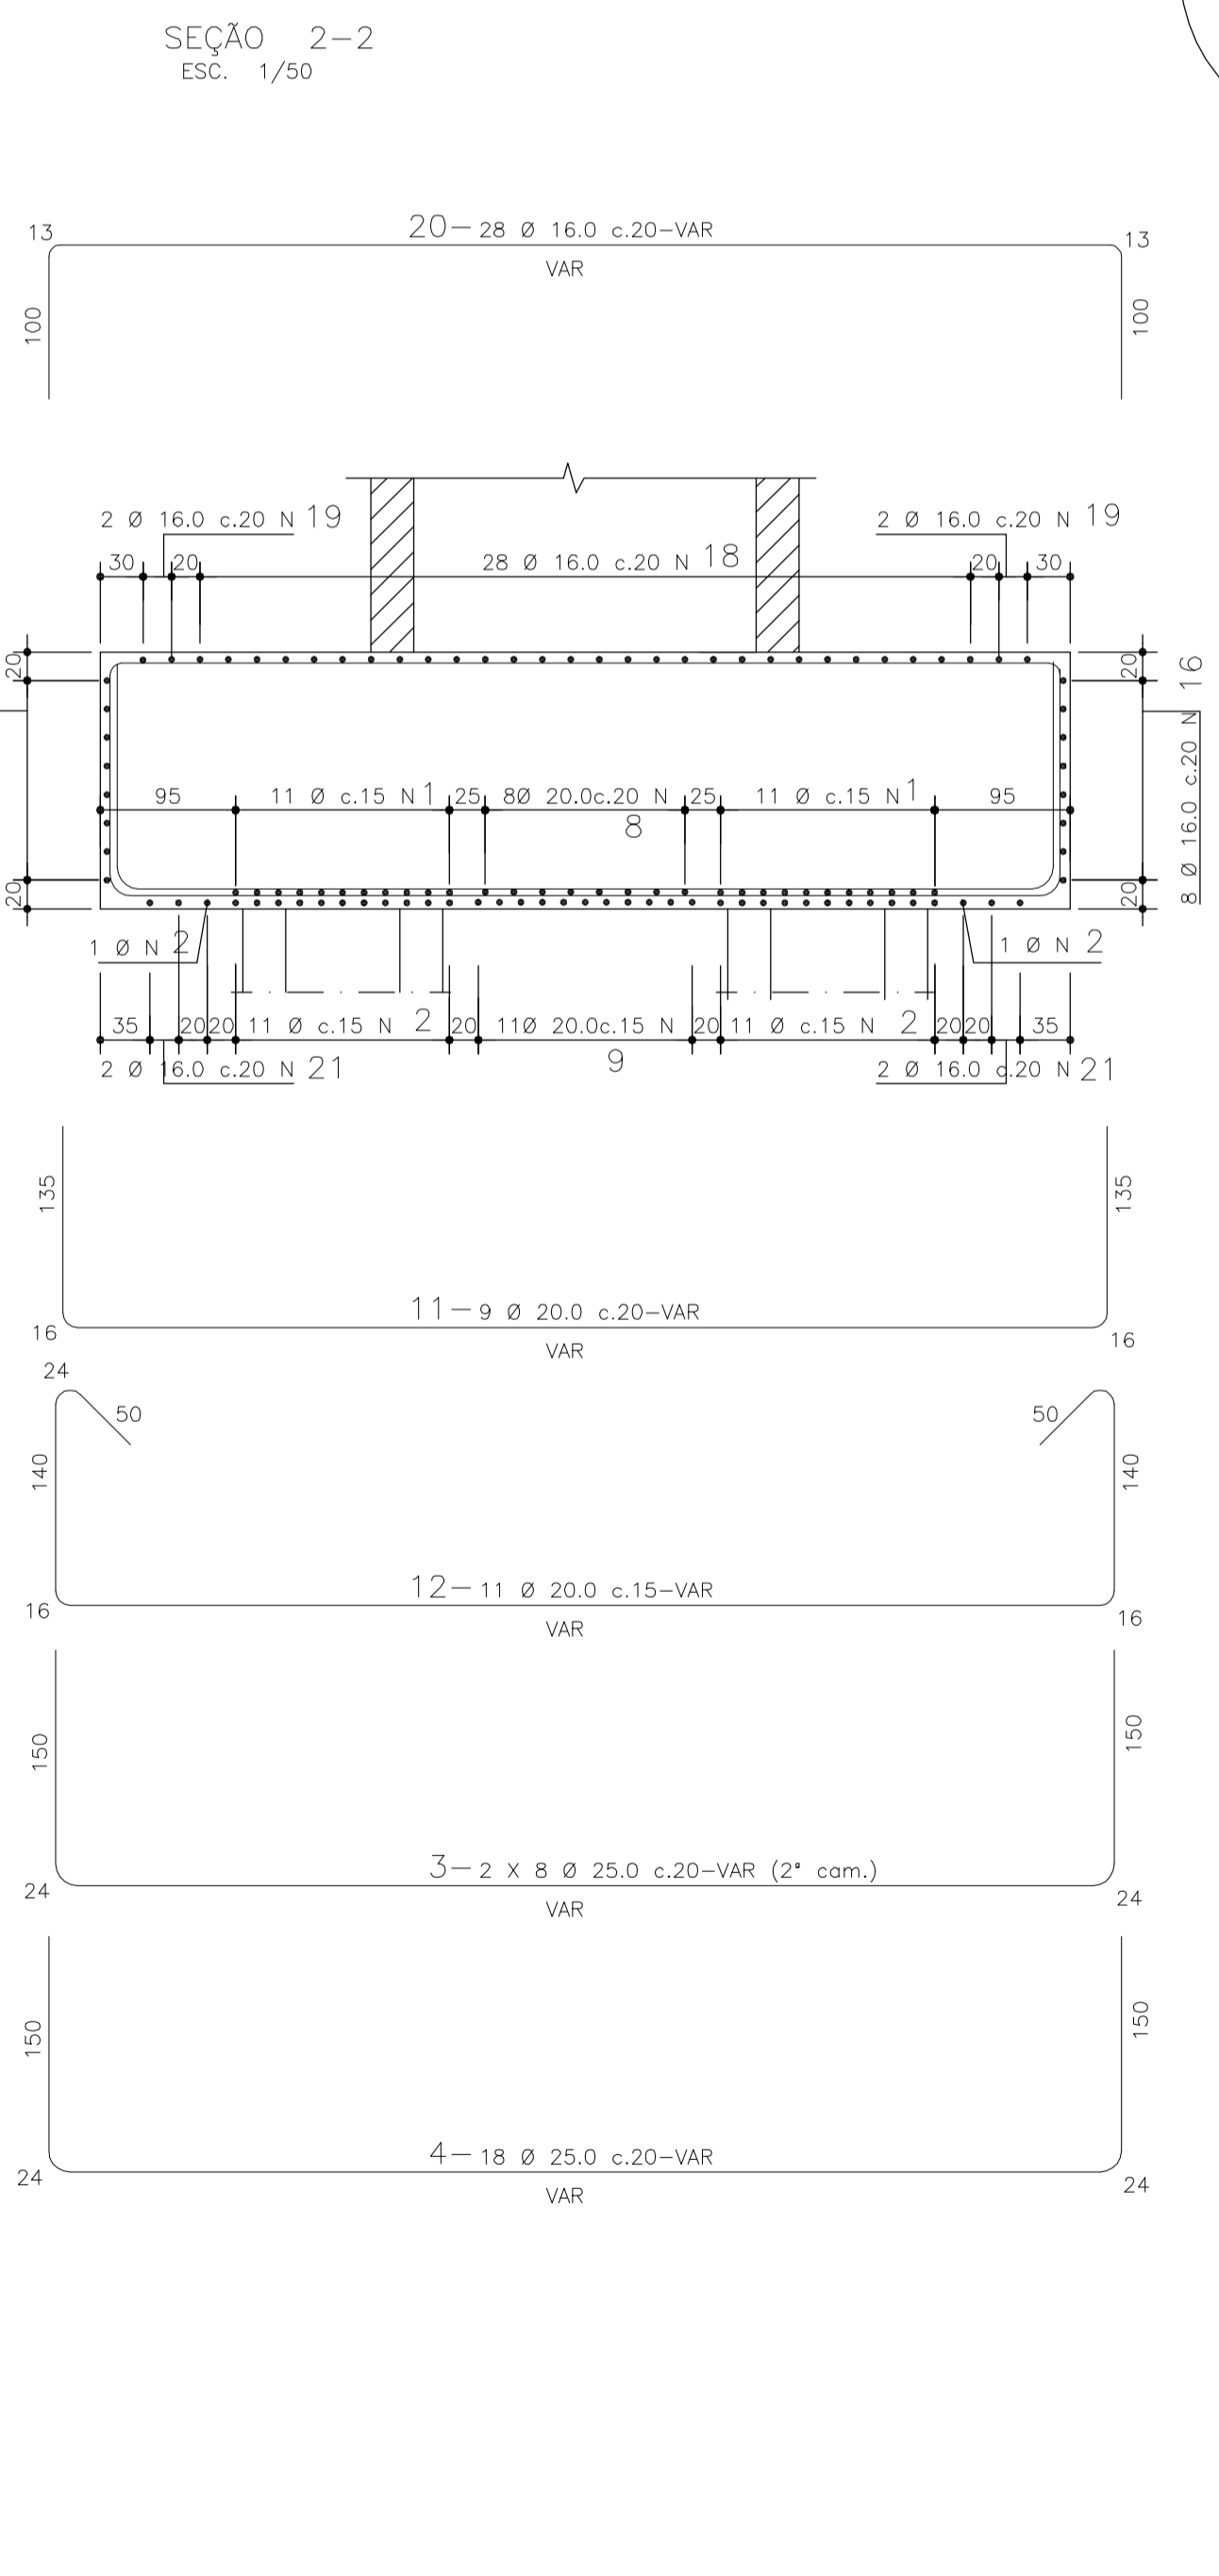 SEÇÃO 2-2
ESC. 1/50
20-28 Ø 16.0 c.20-VAR
13
13
VAR
100
100
2 Ø 16.0 c.20 N 19
2 Ø 16.0 c.20 N 19
30
20
28 Ø 16.0 c.20 N 18
20
30
20
20
8 Ø 16.0 c.20 N 16
95
11 Ø c.15 N 1
25
8Ø 20.0c.20 N 8
25
11 Ø c.15 N 1
95
20
20
1 Ø N 2
1 Ø N 2
35
20
20
11 Ø c.15 N 2
20
11Ø 20.0c.15 N 9
20
11 Ø c.15 N 2
20
20
35
2 Ø 16.0 c.20 N 21
2 Ø 16.0 c.20 N 21
135
135
11-9 Ø 20.0 c.20-VAR
16
16
VAR
24
50
50
140
140
12-11 Ø 20.0 c.15-VAR
16
16
VAR
150
150
3-2 X 8 Ø 25.0 c.20-VAR (2ª cam.)
24
24
VAR
150
150
4-18 Ø 25.0 c.20-VAR
24
24
VAR